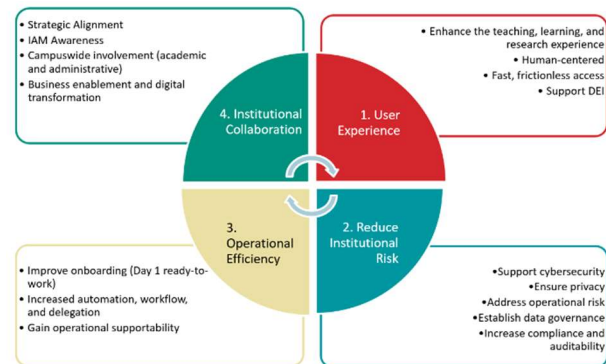 • Strategic Alignment
• IAM Awareness
• Campuswide involvement (academic
and administrative)
• Business enablement and digital
transformation
• Enhance the teaching, learning, and
research experience
• Human-centered
• Fast, frictionless access
• Support DEI
4. Institutional
Collaboration
1. User
Experience
3.
Operational
Efficiency
2. Reduce
Institutional
Risk
• Improve onboarding (Day 1 ready-to-
work)
• Increased automation, workflow,
and delegation
• Gain operational supportability
•Support cybersecurity
•Ensure privacy
•Address operational risk
•Establish data governance
•Increase compliance and
auditability